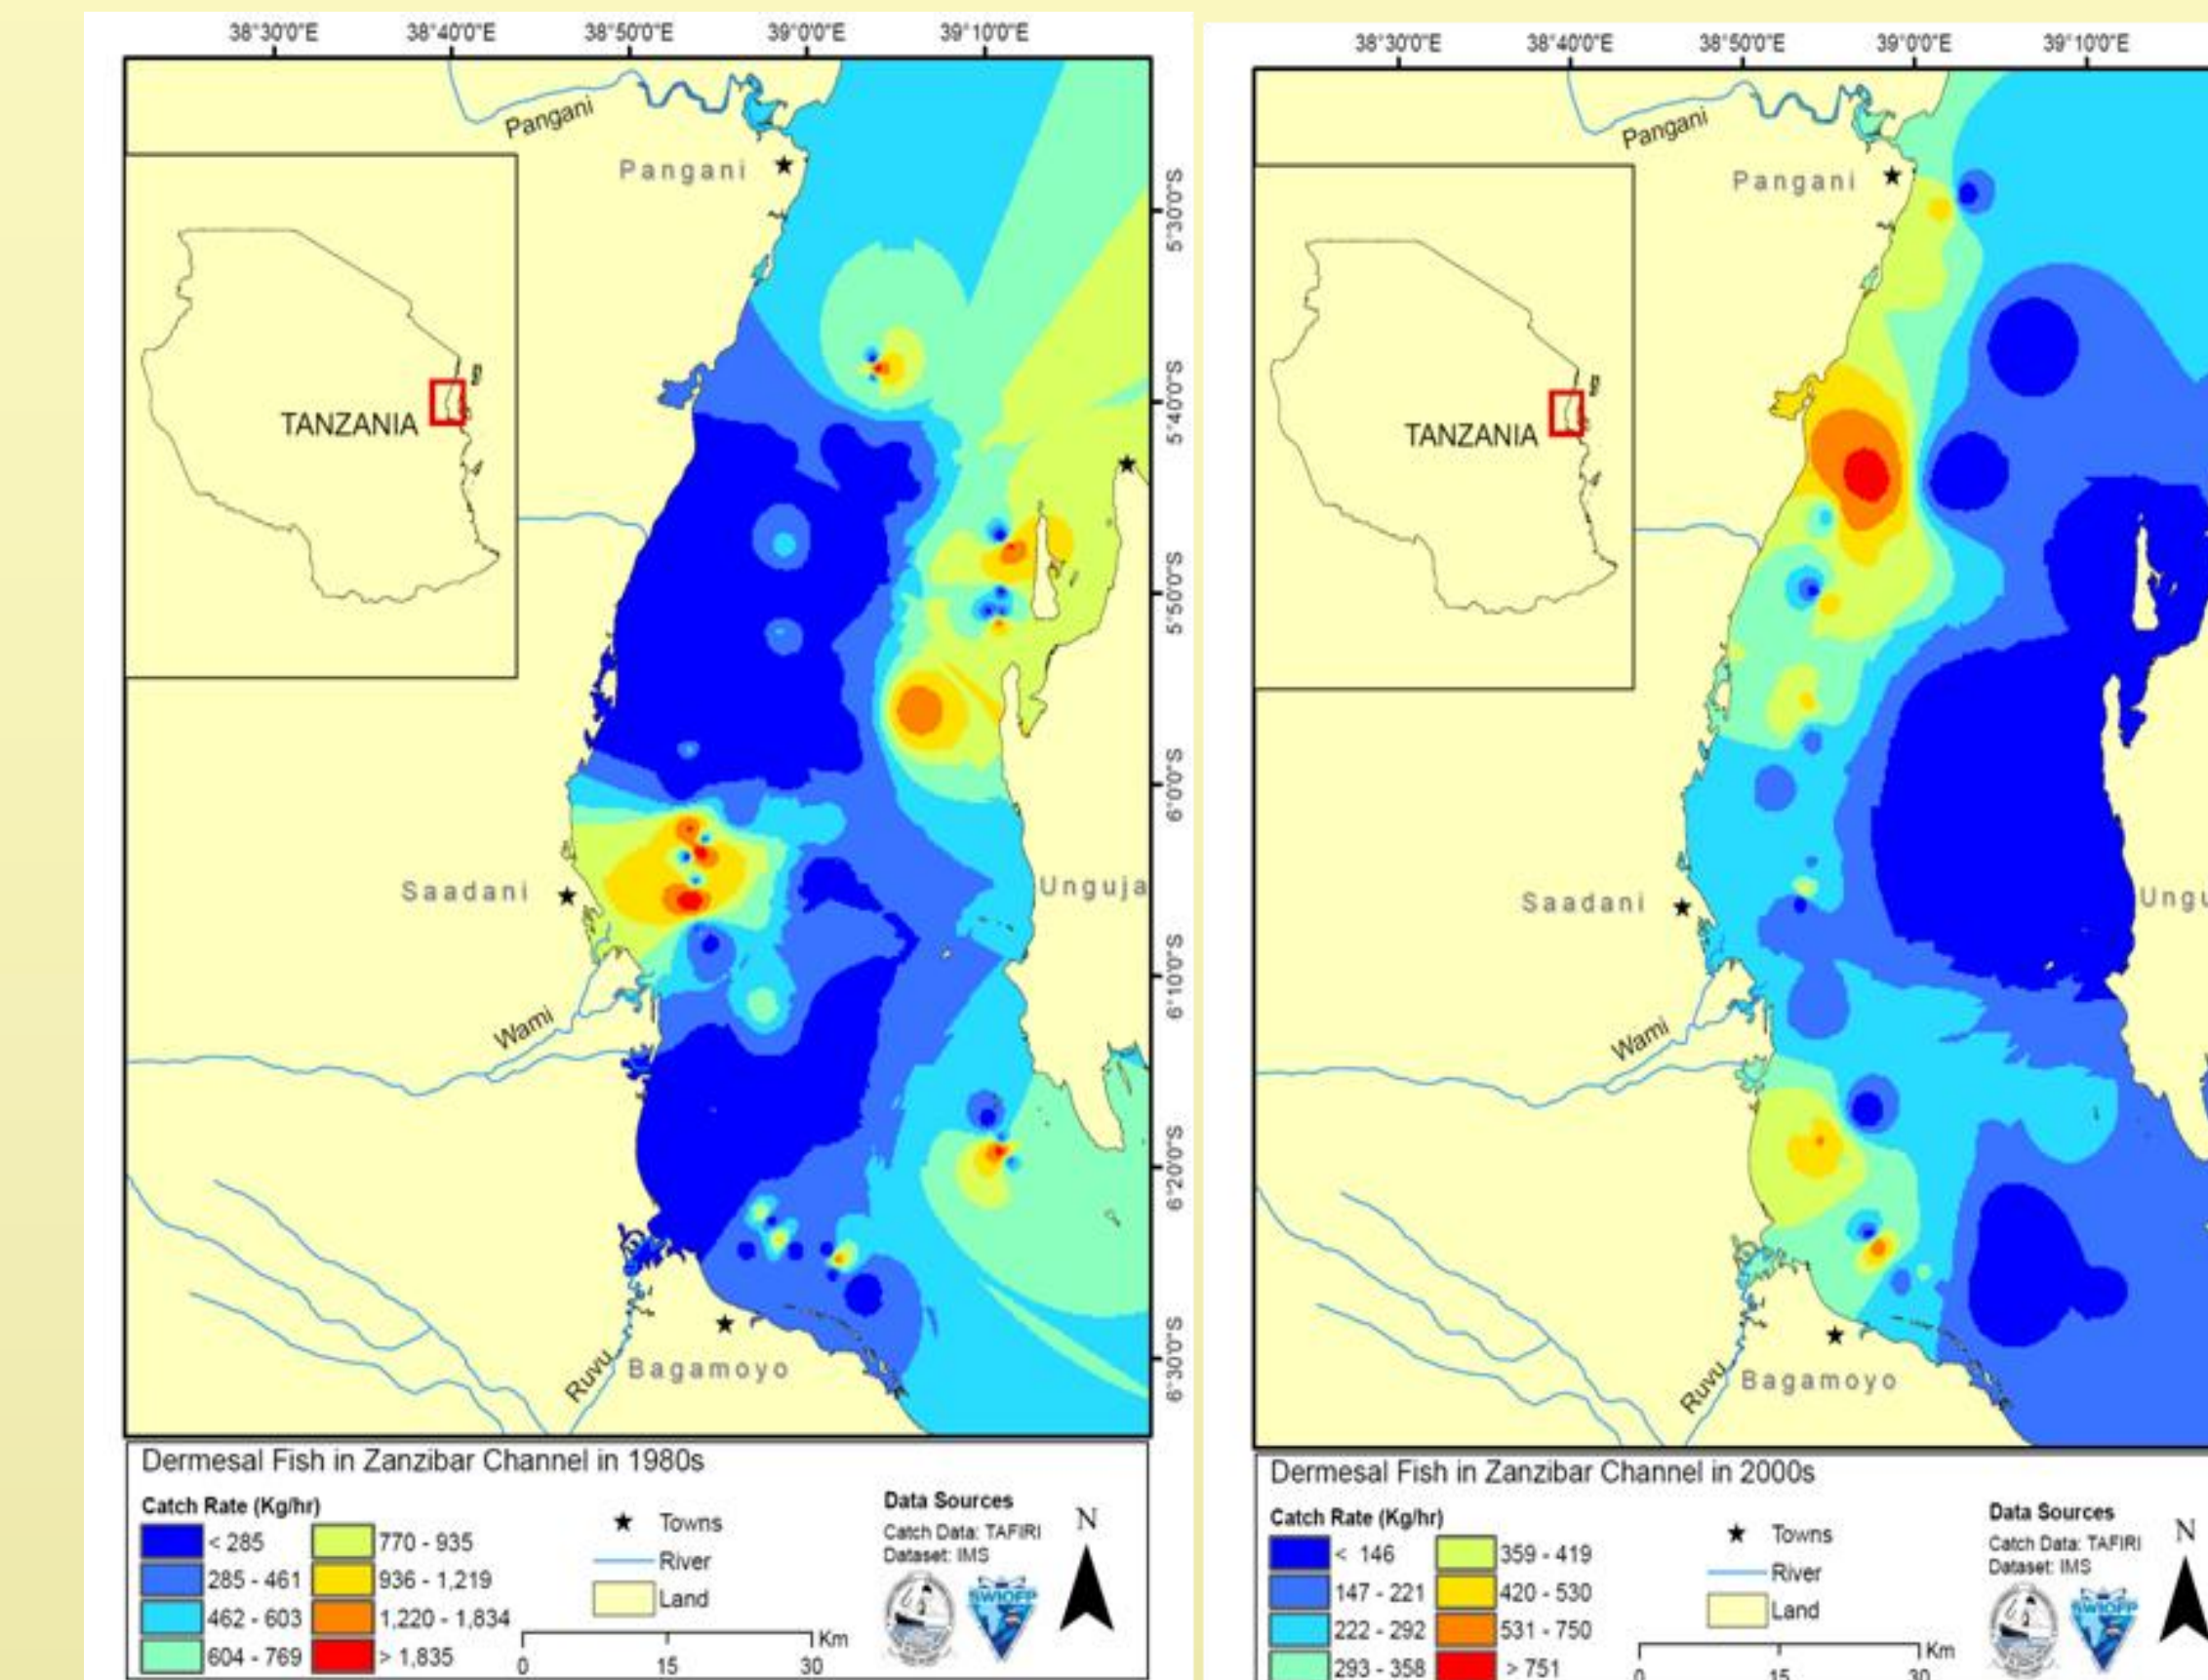 38°30'0"E 38°40'0"E 38°50'0"E 39°0'0"E 39°10'0"E
Pangani
Pangani
5°30'0"S
TANZANIA
5°40'0"S
5°50'0"S
6°0'0"S
Saadani
Unguja
6°10'0"S
Wami
6°20'0"S
6°30'0"S
Ruvu
Bagamoyo
Dermesal Fish in Zanzibar Channel in 1980s
Catch Rate (Kg/hr)
< 285
285 - 461
462 - 603
604 - 769
770 - 935
936 - 1,219
1,220 - 1,834
> 1,835
Towns
River
Land
Km
0 15 30
Data Sources
Catch Data: TAFIRI
Dataset: IMS
SWIOFP
N
38°30'0"E 38°40'0"E 38°50'0"E 39°0'0"E 39°10'0"E
Pangani
Pangani
TANZANIA
Saadani
Ungu
Wami
Ruvu
Bagamoyo
Dermesal Fish in Zanzibar Channel in 2000s
Catch Rate (Kg/hr)
< 146
147 - 221
222 - 292
293 - 358
359 - 419
420 - 530
531 - 750
> 751
Towns
River
Land
Km
0 15 30
Data Sources
Catch Data: TAFIRI
Dataset: IMS
SWIOFP
N